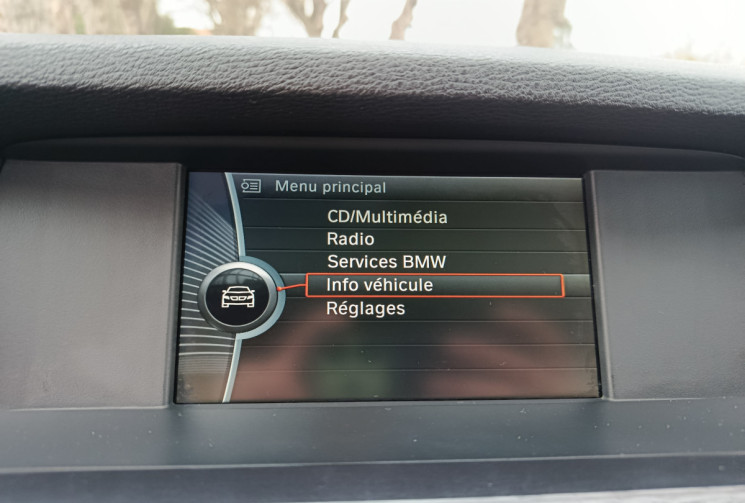 Menu principal
CD/Multimédia
Radio
Services BMW
Info véhicule
Réglages